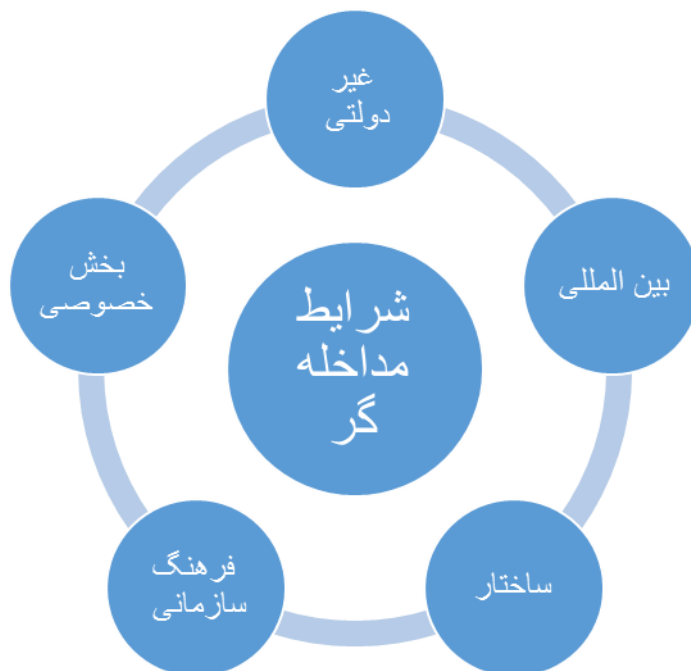 غیر
دولتی
بین المللی
ساختار
فرهنگ
سازمانی
بخش
خصوصی
شرایط
مداخله
گر